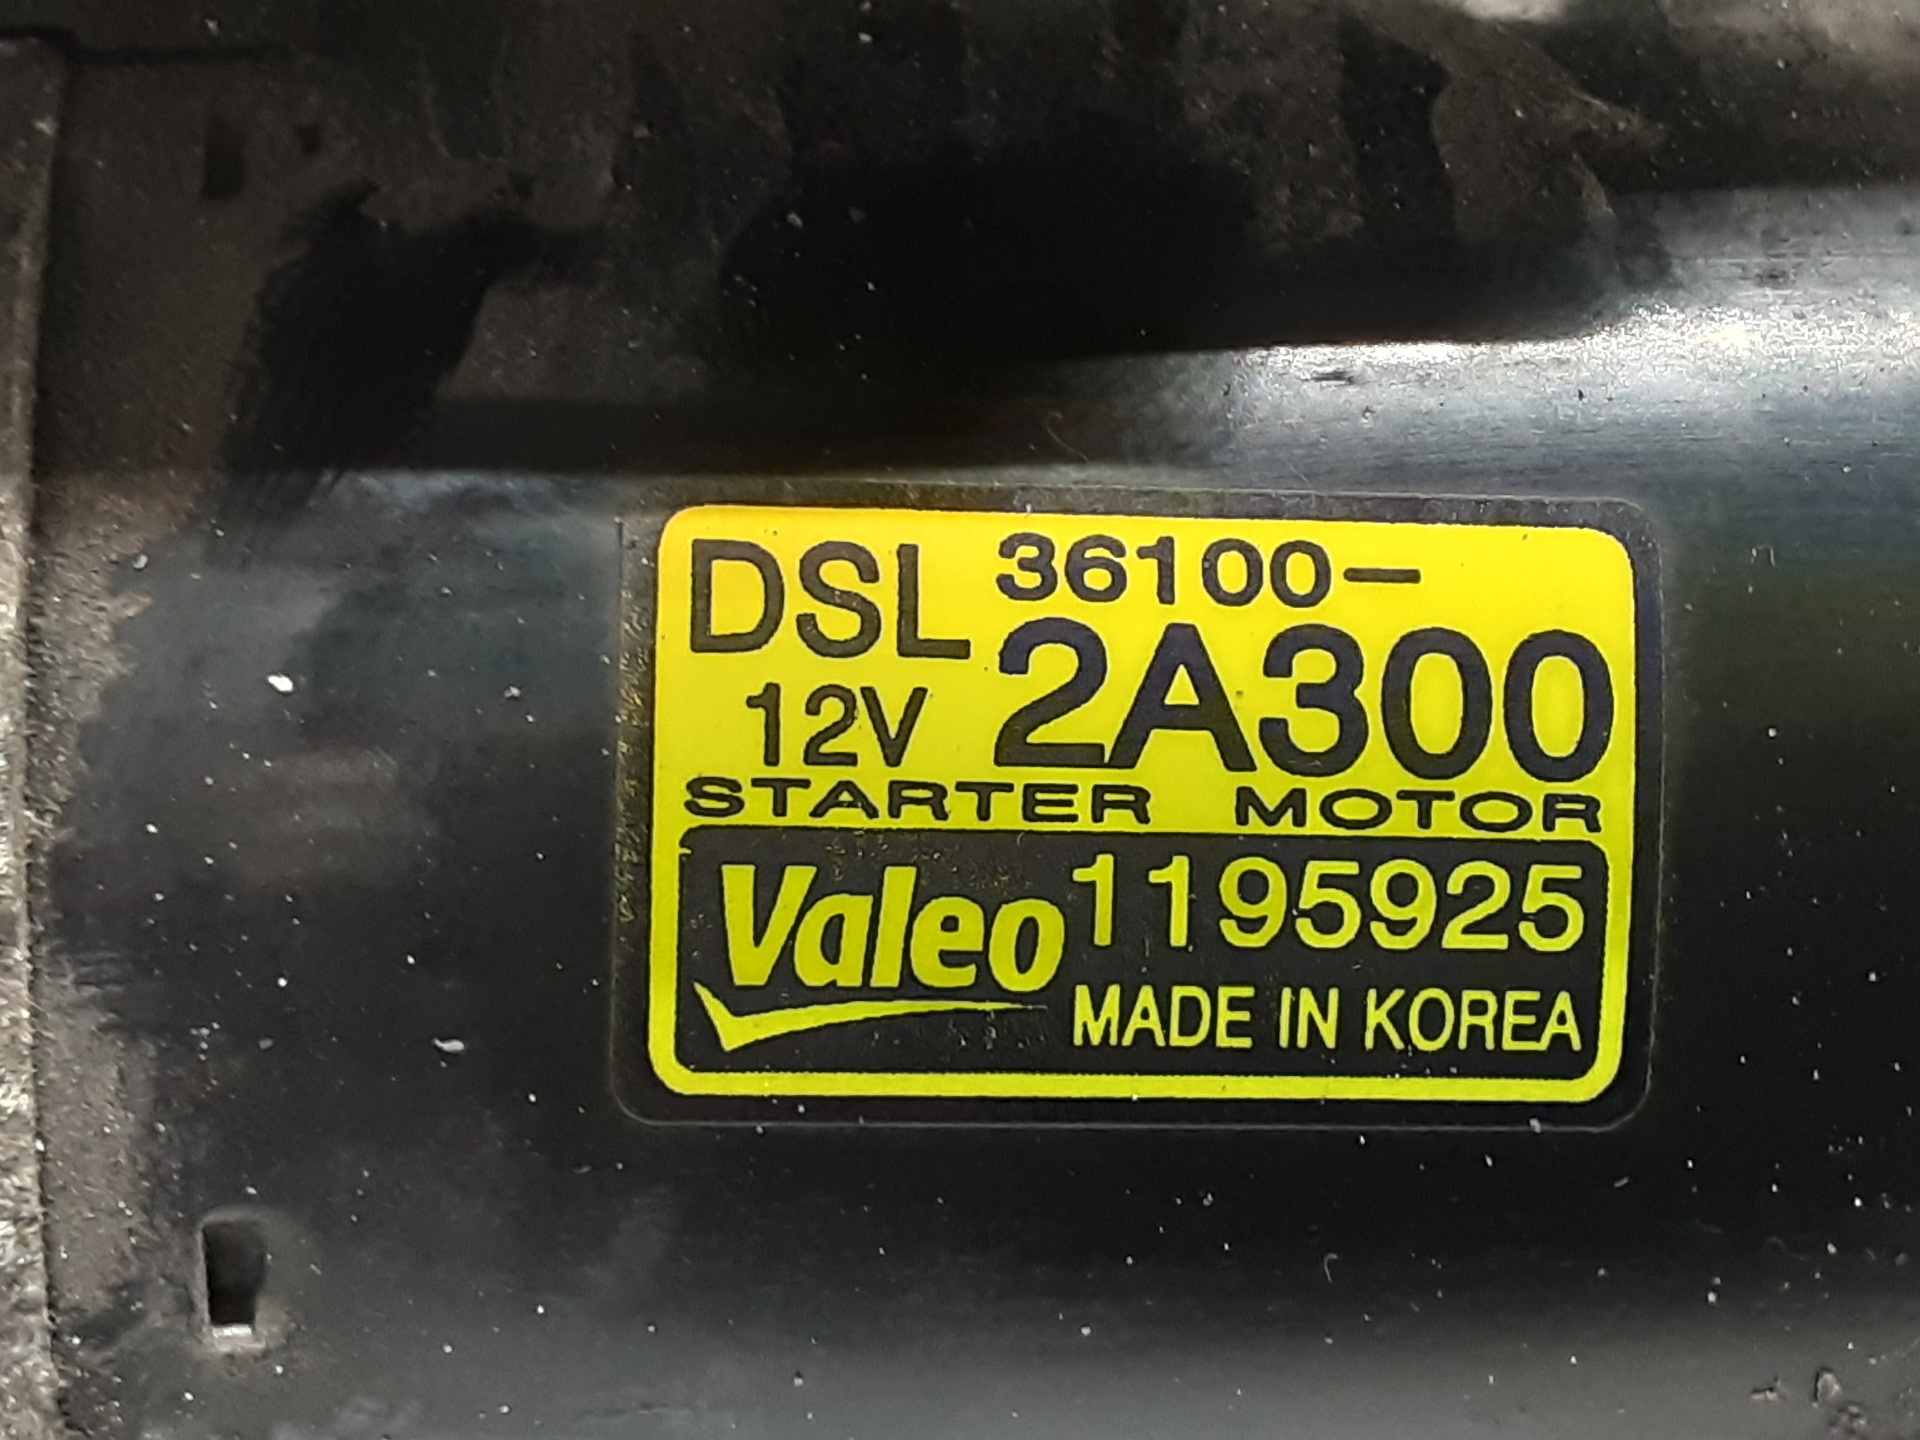 DSL 36100-
12V 2A300
STARTER MOTOR
Valeo 1195925
MADE IN KOREA